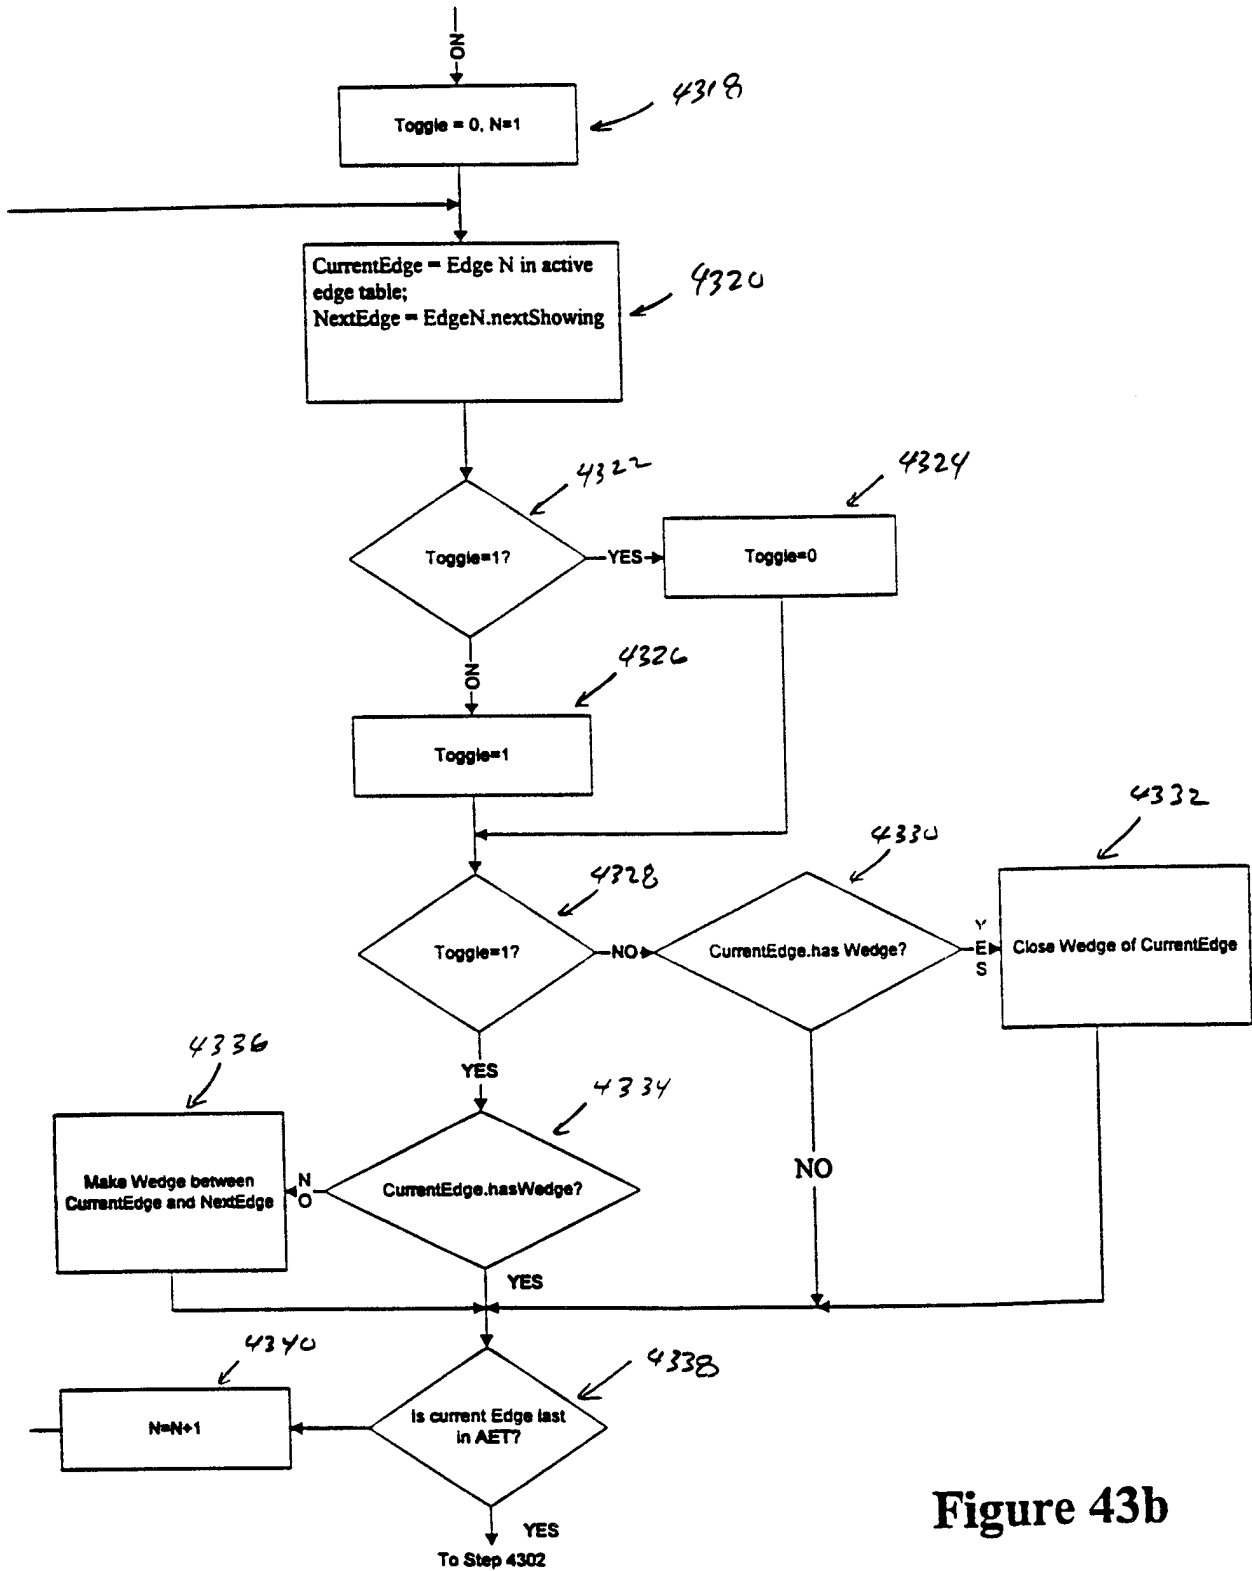 NO
4318
Toggle = 0, N=1
CurrentEdge = Edge N in active
edge table;
NextEdge = EdgeN.nextShowing
4320
4322
4324
Toggle=1?
YES
Toggle=0
NO
4326
Toggle=1
4332
4330
4328
Toggle=1?
NO
CurrentEdge.has Wedge?
YES
Close Wedge of CurrentEdge
4336
YES
4334
Make Wedge between
CurrentEdge and NextEdge
NO
CurrentEdge.hasWedge?
NO
YES
4340
4338
N=N+1
Is current Edge last
in AET?
YES
To Step 4302
Figure 43b